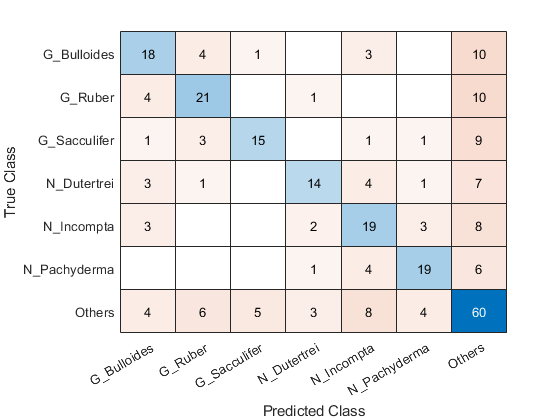 G_Bulloides 18 4 1 3 10
G_Ruber 4 21 1 10
G_Sacculifer 1 3 15 1 1 9
N_Dutertrei 3 1 14 4 1 7
N_Incompta 3 2 19 3 8
N_Pachyderma 1 4 19 6
Others 4 6 5 3 8 4 60
True Class
G_Bulloides G_Ruber G_Sacculifer N_Dutertrei N_Incompta N_Pachyderma Others
Predicted Class